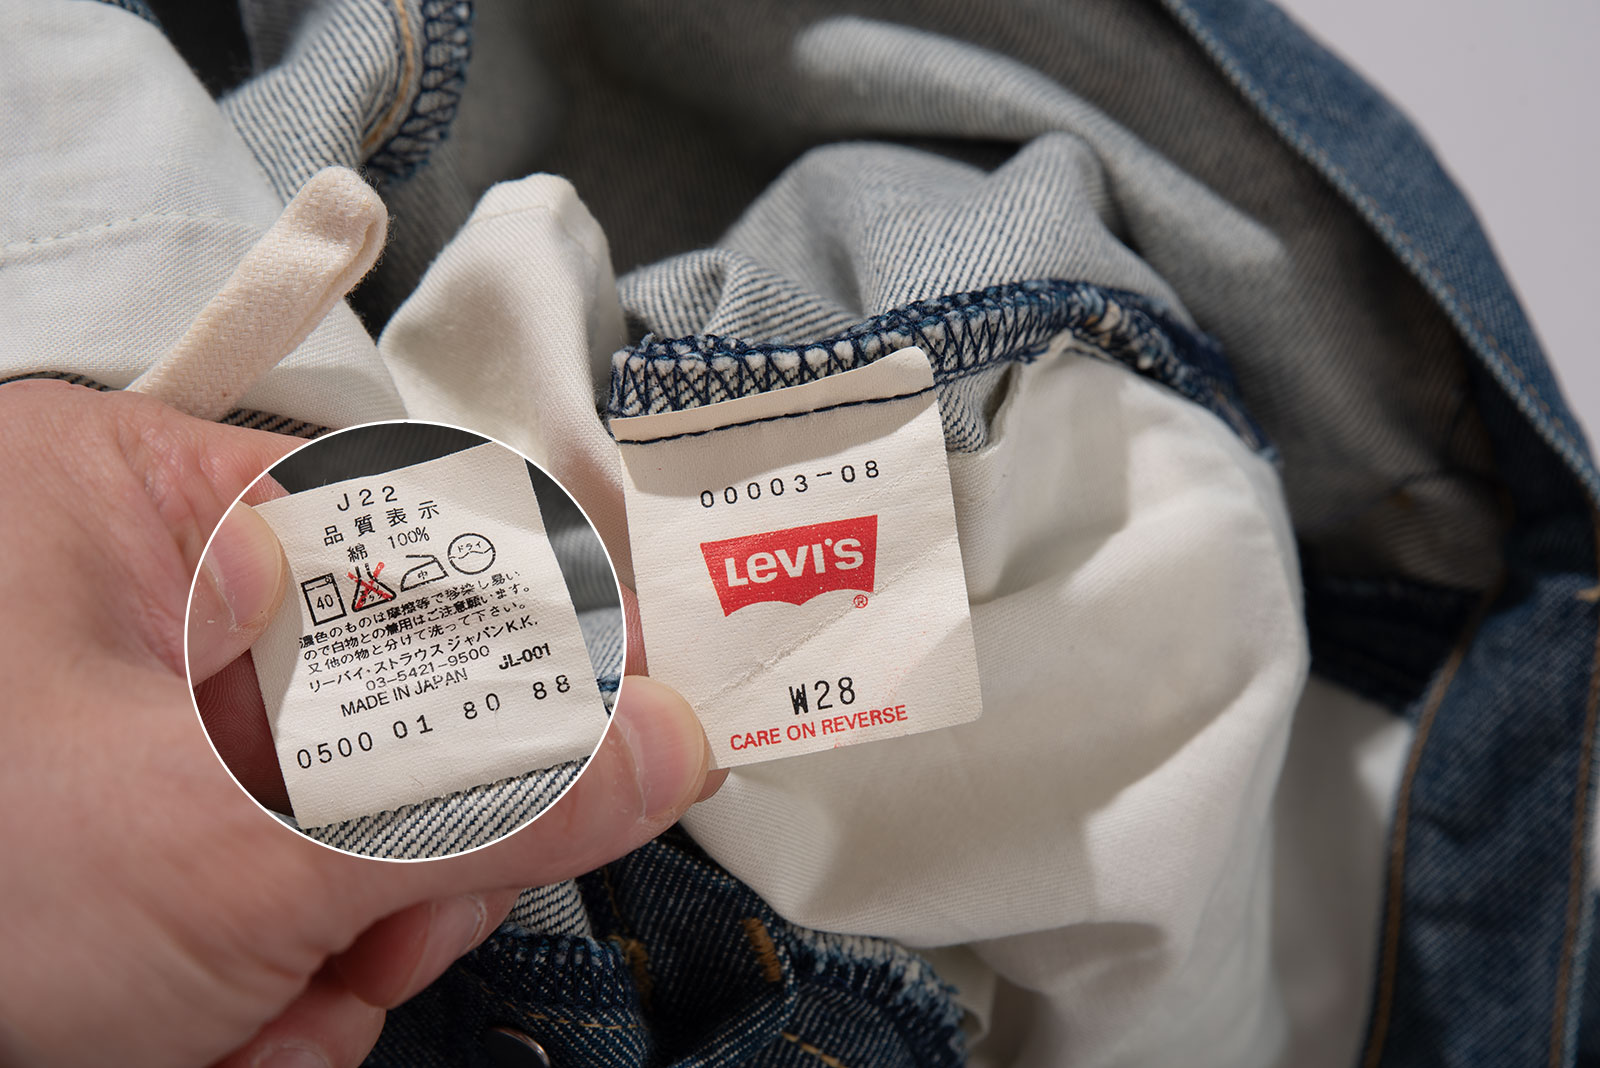 J22
品質表示
綿 100%
40
中
ドライ
濃色のものは摩擦等で移染し易い
ので白物との着用はご注意願います。
又他の物と分けて洗って下さい。
リーバイ・ストラウス ジャパンK.K.
03-5421-9500 JL-001
MADE IN JAPAN
0500 01 80 88
00003-08
LEVI'S
®
W28
CARE ON REVERSE